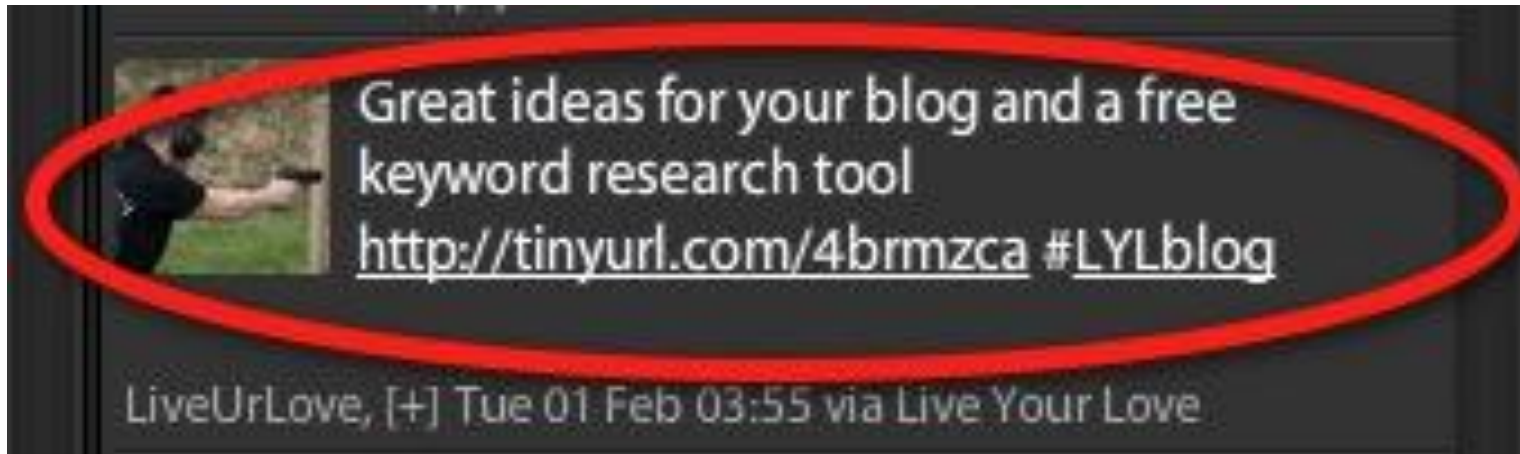 Great ideas for your blog and a free
keyword research tool
http://tinyurl.com/4brmzca #LYLblog
LiveUrLove, [+] Tue 01 Feb 03:55 via Live Your Love